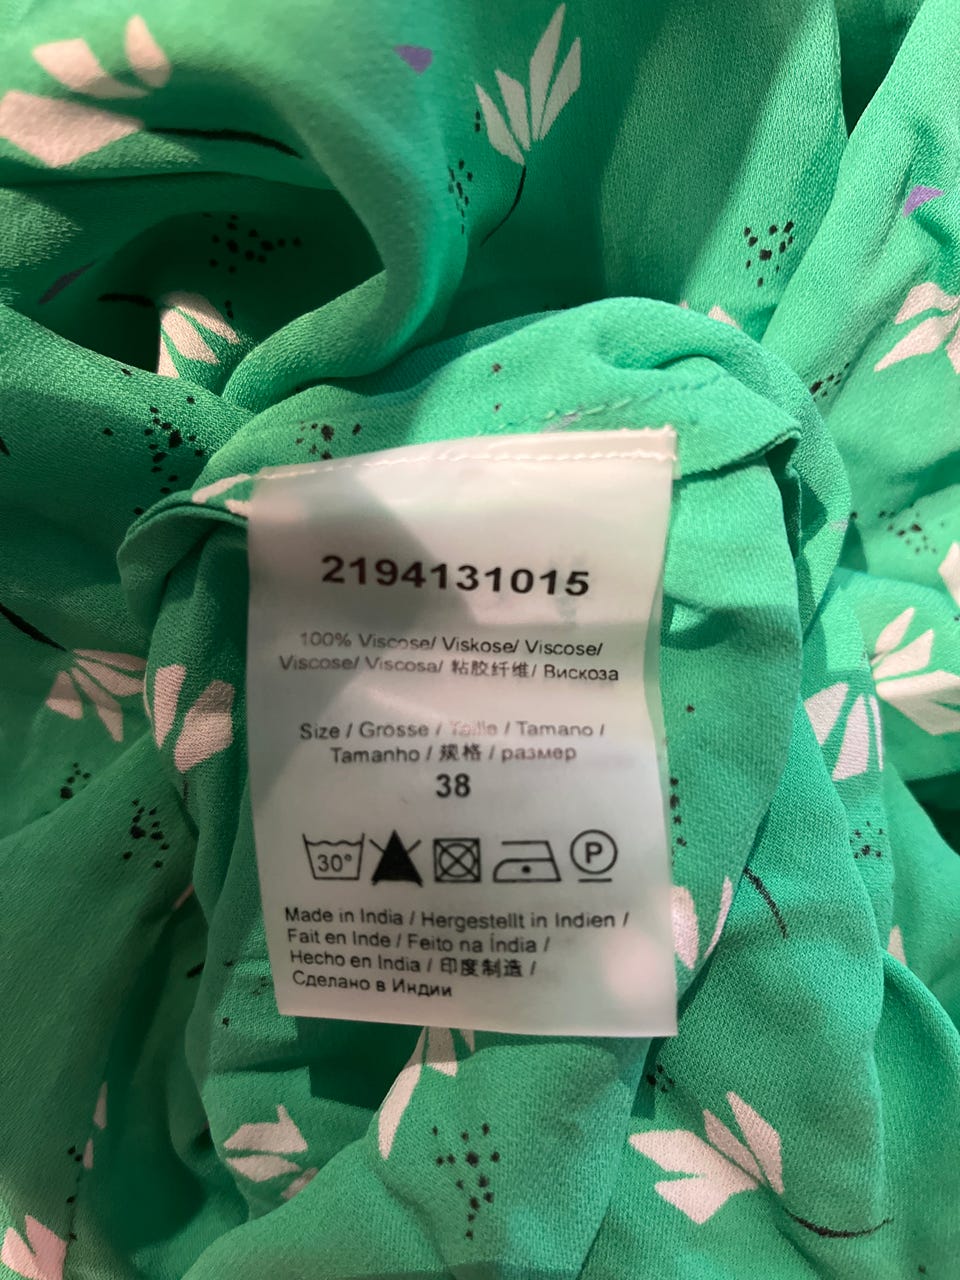 2194131015
100% Viscose/ Viskose/ Viscose/
Viscose/ Viscosa/ 粘胶纤维/ Вискоза
Size / Grösse / Taille / Tamano /
Tamanho / 规格 / размер
38
30°
P
Made in India / Hergestellt in Indien /
Fait en Inde / Feito na Índia /
Hecho en India / 印度制造 /
Сделано в Индии